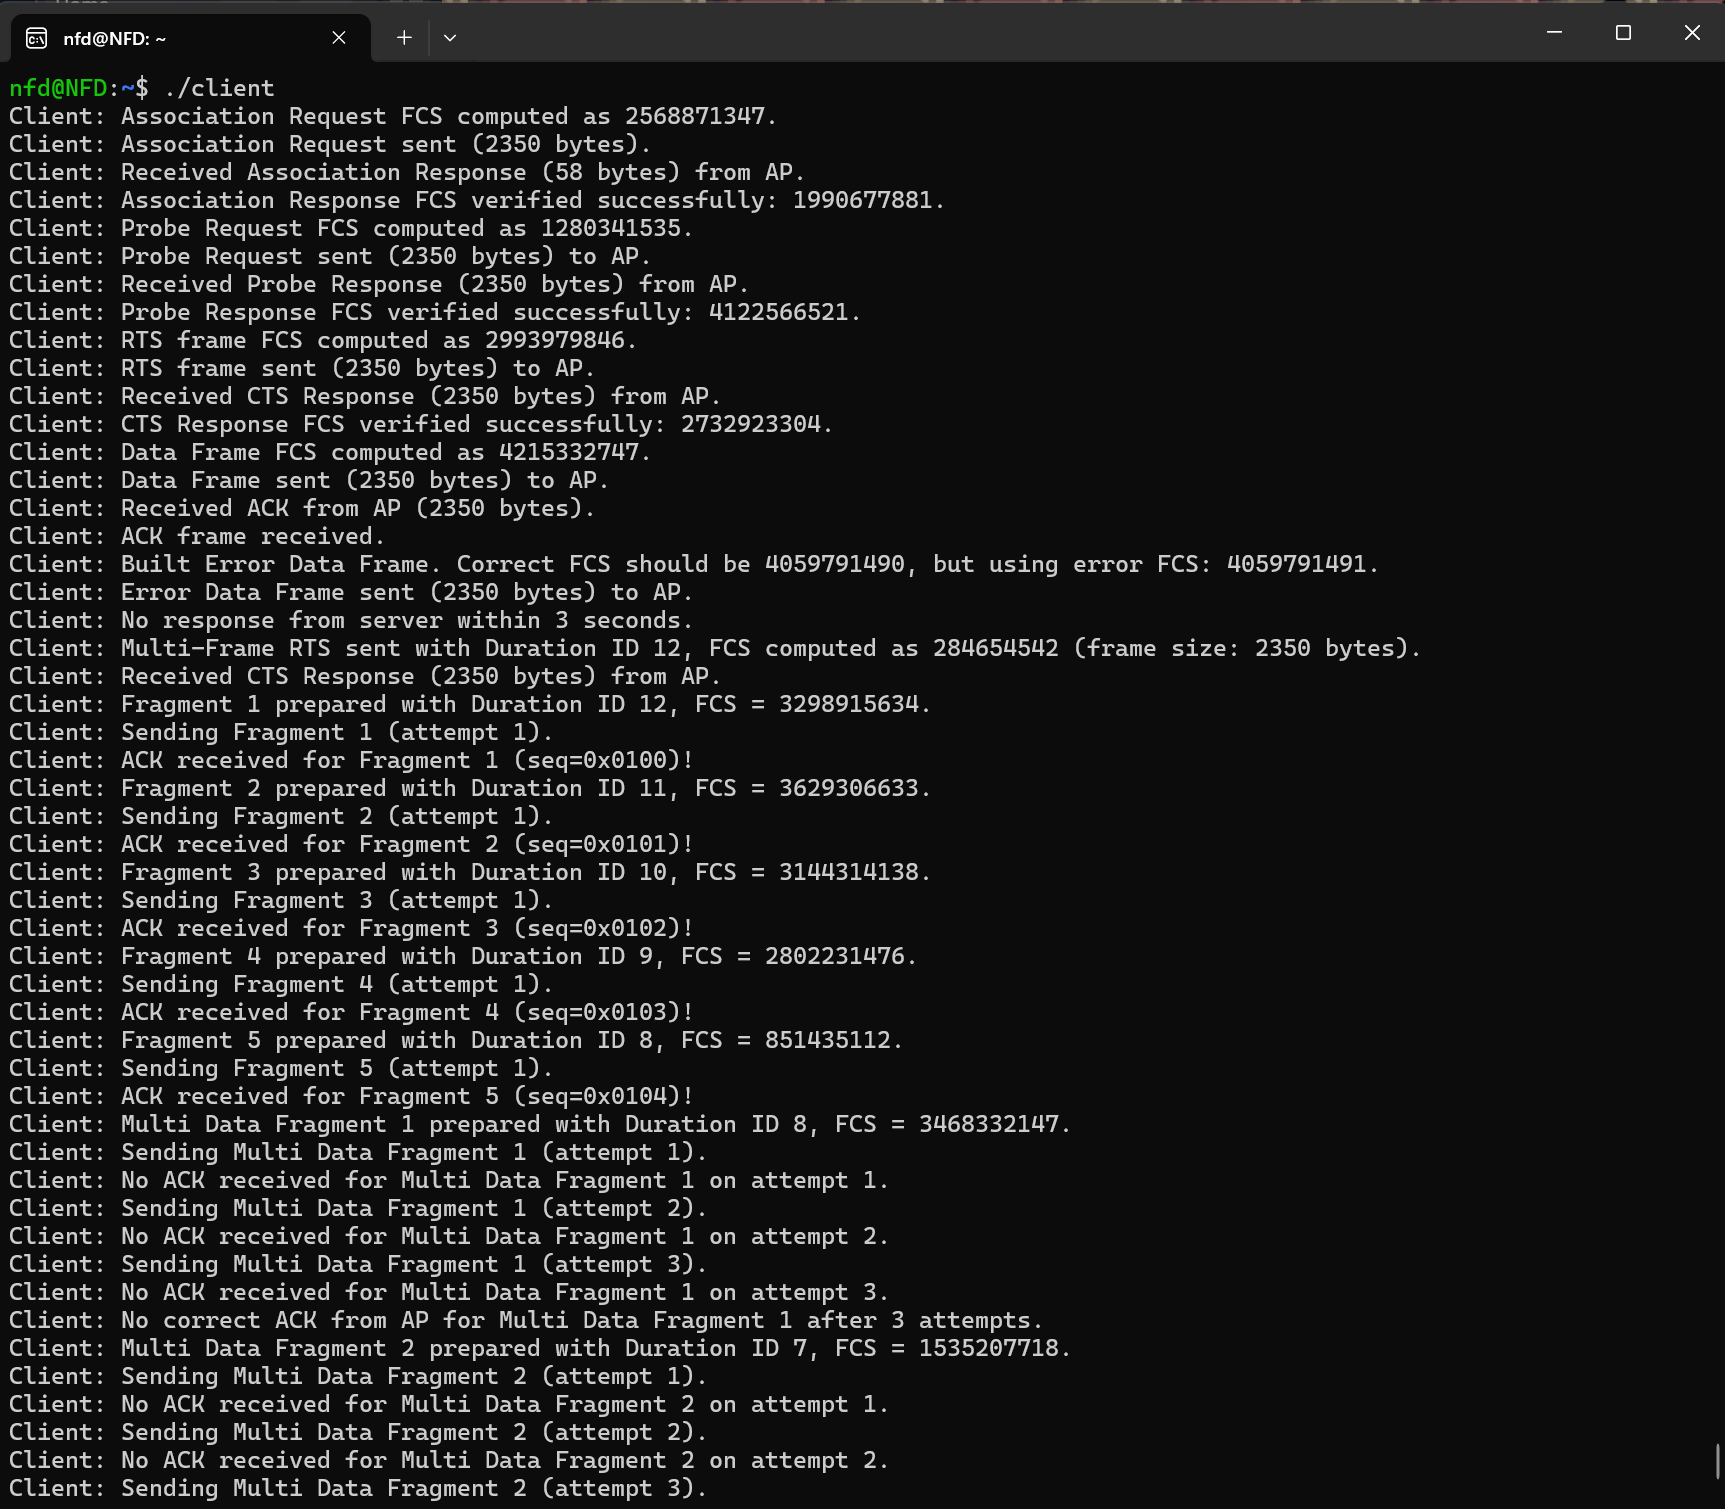 nfd@NFD: ~
nfd@NFD:~$ ./client
Client: Association Request FCS computed as 2568871347.
Client: Association Request sent (2350 bytes).
Client: Received Association Response (58 bytes) from AP.
Client: Association Response FCS verified successfully: 1990677881.
Client: Probe Request FCS computed as 1280341535.
Client: Probe Request sent (2350 bytes) to AP.
Client: Received Probe Response (2350 bytes) from AP.
Client: Probe Response FCS verified successfully: 4122566521.
Client: RTS frame FCS computed as 2993979846.
Client: RTS frame sent (2350 bytes) to AP.
Client: Received CTS Response (2350 bytes) from AP.
Client: CTS Response FCS verified successfully: 2732923304.
Client: Data Frame FCS computed as 4215332747.
Client: Data Frame sent (2350 bytes) to AP.
Client: Received ACK from AP (2350 bytes).
Client: ACK frame received.
Client: Built Error Data Frame. Correct FCS should be 4059791490, but using error FCS: 4059791491.
Client: Error Data Frame sent (2350 bytes) to AP.
Client: No response from server within 3 seconds.
Client: Multi-Frame RTS sent with Duration ID 12, FCS computed as 284654542 (frame size: 2350 bytes).
Client: Received CTS Response (2350 bytes) from AP.
Client: Fragment 1 prepared with Duration ID 12, FCS = 3298915634.
Client: Sending Fragment 1 (attempt 1).
Client: ACK received for Fragment 1 (seq=0x0100)!
Client: Fragment 2 prepared with Duration ID 11, FCS = 3629306633.
Client: Sending Fragment 2 (attempt 1).
Client: ACK received for Fragment 2 (seq=0x0101)!
Client: Fragment 3 prepared with Duration ID 10, FCS = 3144314138.
Client: Sending Fragment 3 (attempt 1).
Client: ACK received for Fragment 3 (seq=0x0102)!
Client: Fragment 4 prepared with Duration ID 9, FCS = 2802231476.
Client: Sending Fragment 4 (attempt 1).
Client: ACK received for Fragment 4 (seq=0x0103)!
Client: Fragment 5 prepared with Duration ID 8, FCS = 851435112.
Client: Sending Fragment 5 (attempt 1).
Client: ACK received for Fragment 5 (seq=0x0104)!
Client: Multi Data Fragment 1 prepared with Duration ID 8, FCS = 3468332147.
Client: Sending Multi Data Fragment 1 (attempt 1).
Client: No ACK received for Multi Data Fragment 1 on attempt 1.
Client: Sending Multi Data Fragment 1 (attempt 2).
Client: No ACK received for Multi Data Fragment 1 on attempt 2.
Client: Sending Multi Data Fragment 1 (attempt 3).
Client: No ACK received for Multi Data Fragment 1 on attempt 3.
Client: No correct ACK from AP for Multi Data Fragment 1 after 3 attempts.
Client: Multi Data Fragment 2 prepared with Duration ID 7, FCS = 1535207718.
Client: Sending Multi Data Fragment 2 (attempt 1).
Client: No ACK received for Multi Data Fragment 2 on attempt 1.
Client: Sending Multi Data Fragment 2 (attempt 2).
Client: No ACK received for Multi Data Fragment 2 on attempt 2.
Client: Sending Multi Data Fragment 2 (attempt 3).